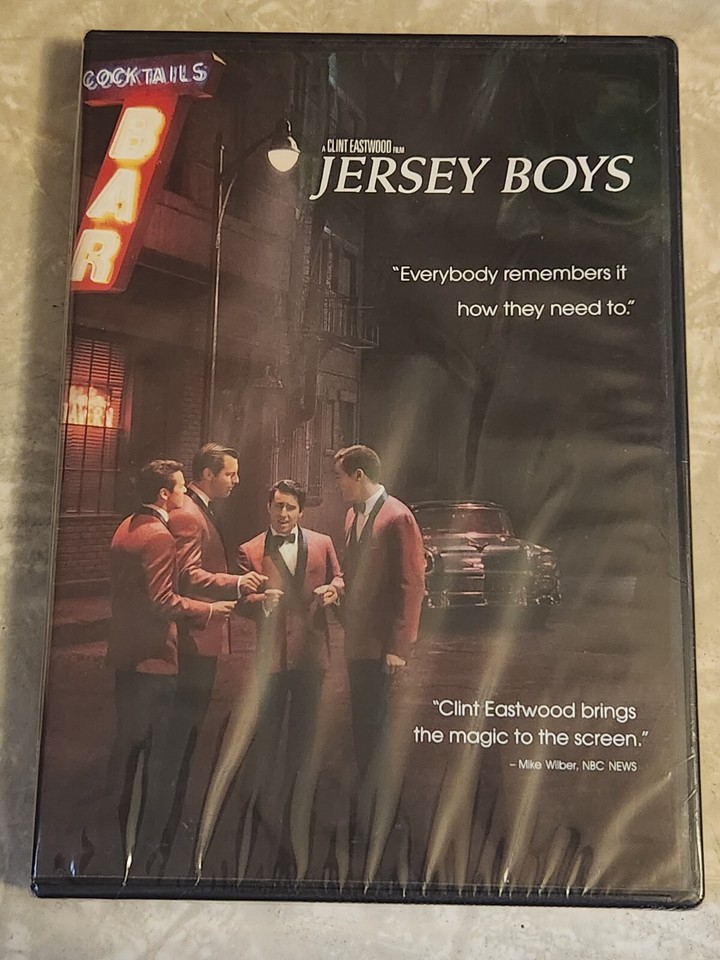 COCKTAILS
BAR
A CLINT EASTWOOD FILM
JERSEY BOYS
"Everybody remembers it
how they need to."
"Clint Eastwood brings
the magic to the screen."
– Mike Wilber, NBC NEWS